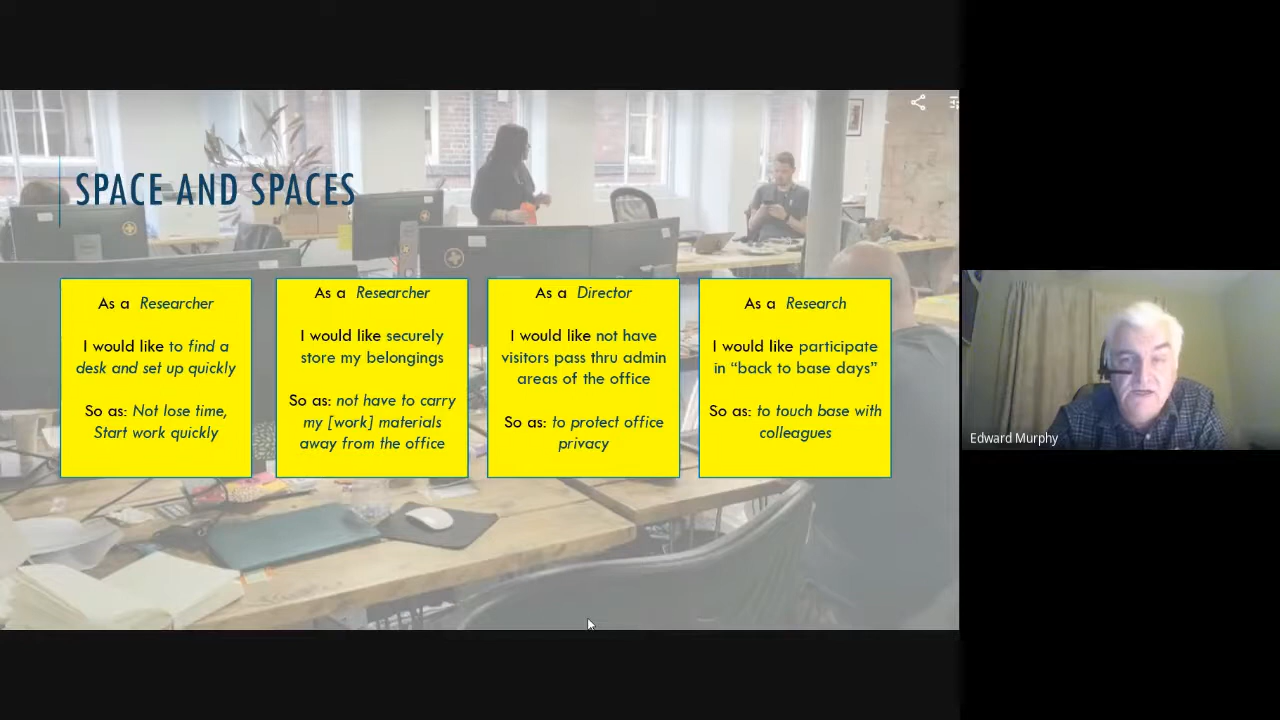 SPACE AND SPACES
As a Researcher
I would like to find a
desk and set up quickly
So as: Not lose time,
Start work quickly
As a Researcher
I would like securely
store my belongings
So as: not have to carry
my [work] materials
away from the office
As a Director
I would like not have
visitors pass thru admin
areas of the office
So as: to protect office
privacy
As a Research
I would like participate
in “back to base days”
So as: to touch base with
colleagues
Edward Murphy